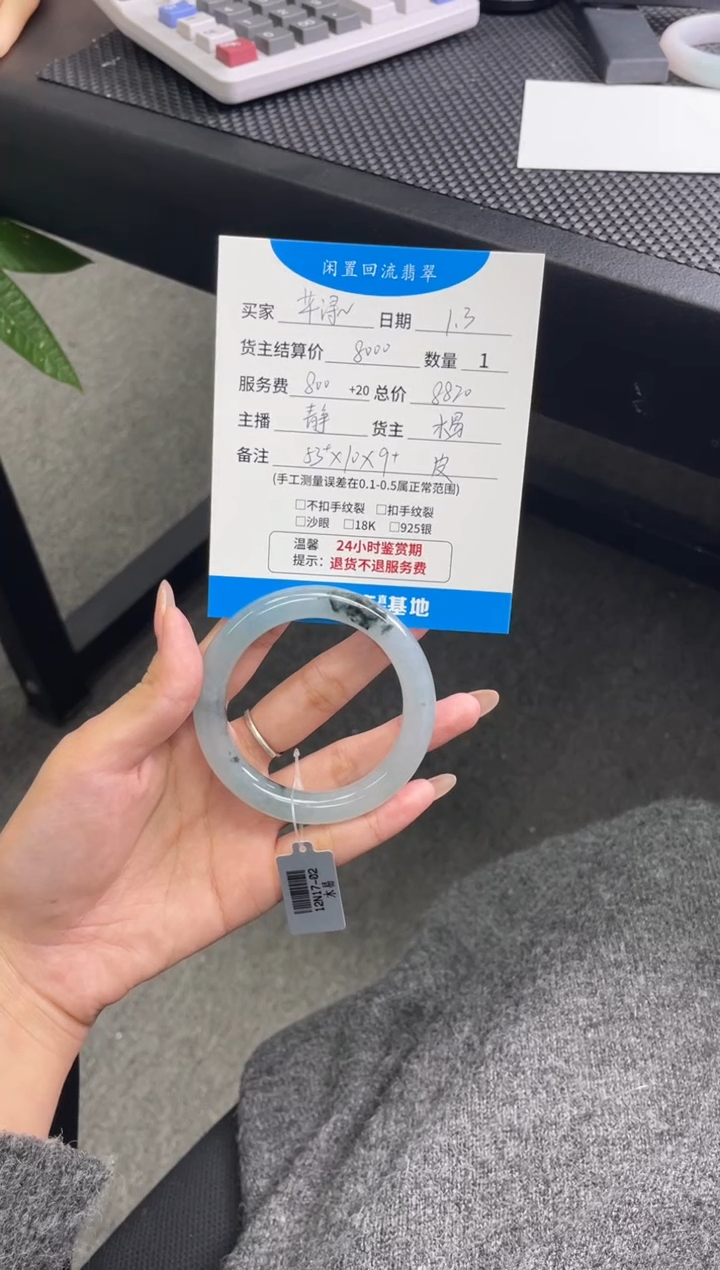 闲置回流翡翠
买家 日期 1.3
货主结算价 8000 数量 1
服务费 800 +20 总价 8820
主播 静 货主 木易
备注 53⁺×10×9⁺ 皮
(手工测量误差在0.1-0.5属正常范围)
□不扣手纹裂 □扣手纹裂
□沙眼 □18K □925银
温馨 24小时鉴赏期
提示：退货不退服务费
基地
12N17-02
木易